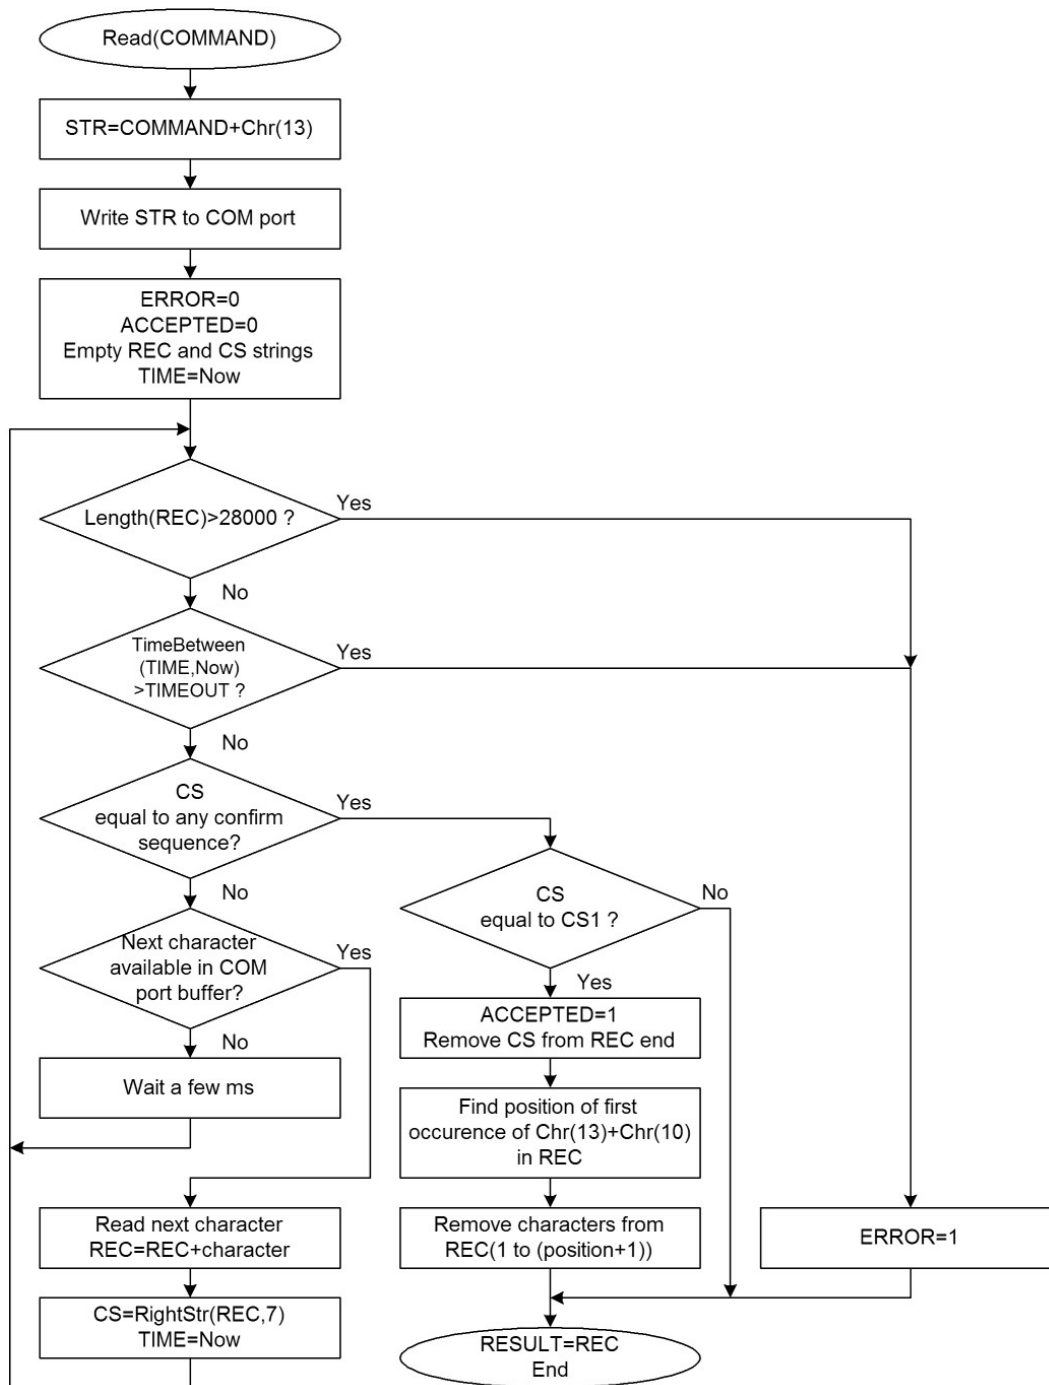 Read(COMMAND)
STR=COMMAND+Chr(13)
Write STR to COM port
ERROR=0
ACCEPTED=0
Empty REC and CS strings
TIME=Now
Length(REC)>28000 ?
Yes
No
TimeBetween
(TIME,Now)
>TIMEOUT ?
Yes
No
CS
equal to any confirm
sequence?
Yes
No
CS
equal to CS1 ?
No
Yes
Next character
available in COM
port buffer?
Yes
No
Wait a few ms
ACCEPTED=1
Remove CS from REC end
Find position of first
occurence of Chr(13)+Chr(10)
in REC
Read next character
REC=REC+character
Remove characters from
REC(1 to (position+1))
ERROR=1
CS=RightStr(REC,7)
TIME=Now
RESULT=REC
End